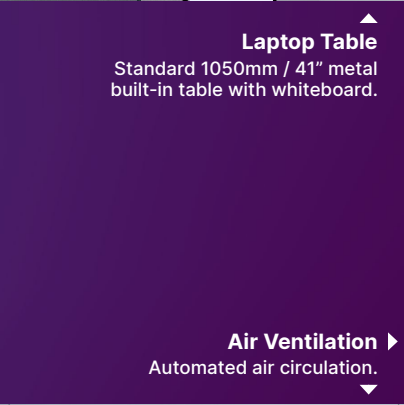 Laptop Table
Standard 1050mm / 41” metal
built-in table with whiteboard.
Air Ventilation
Automated air circulation.